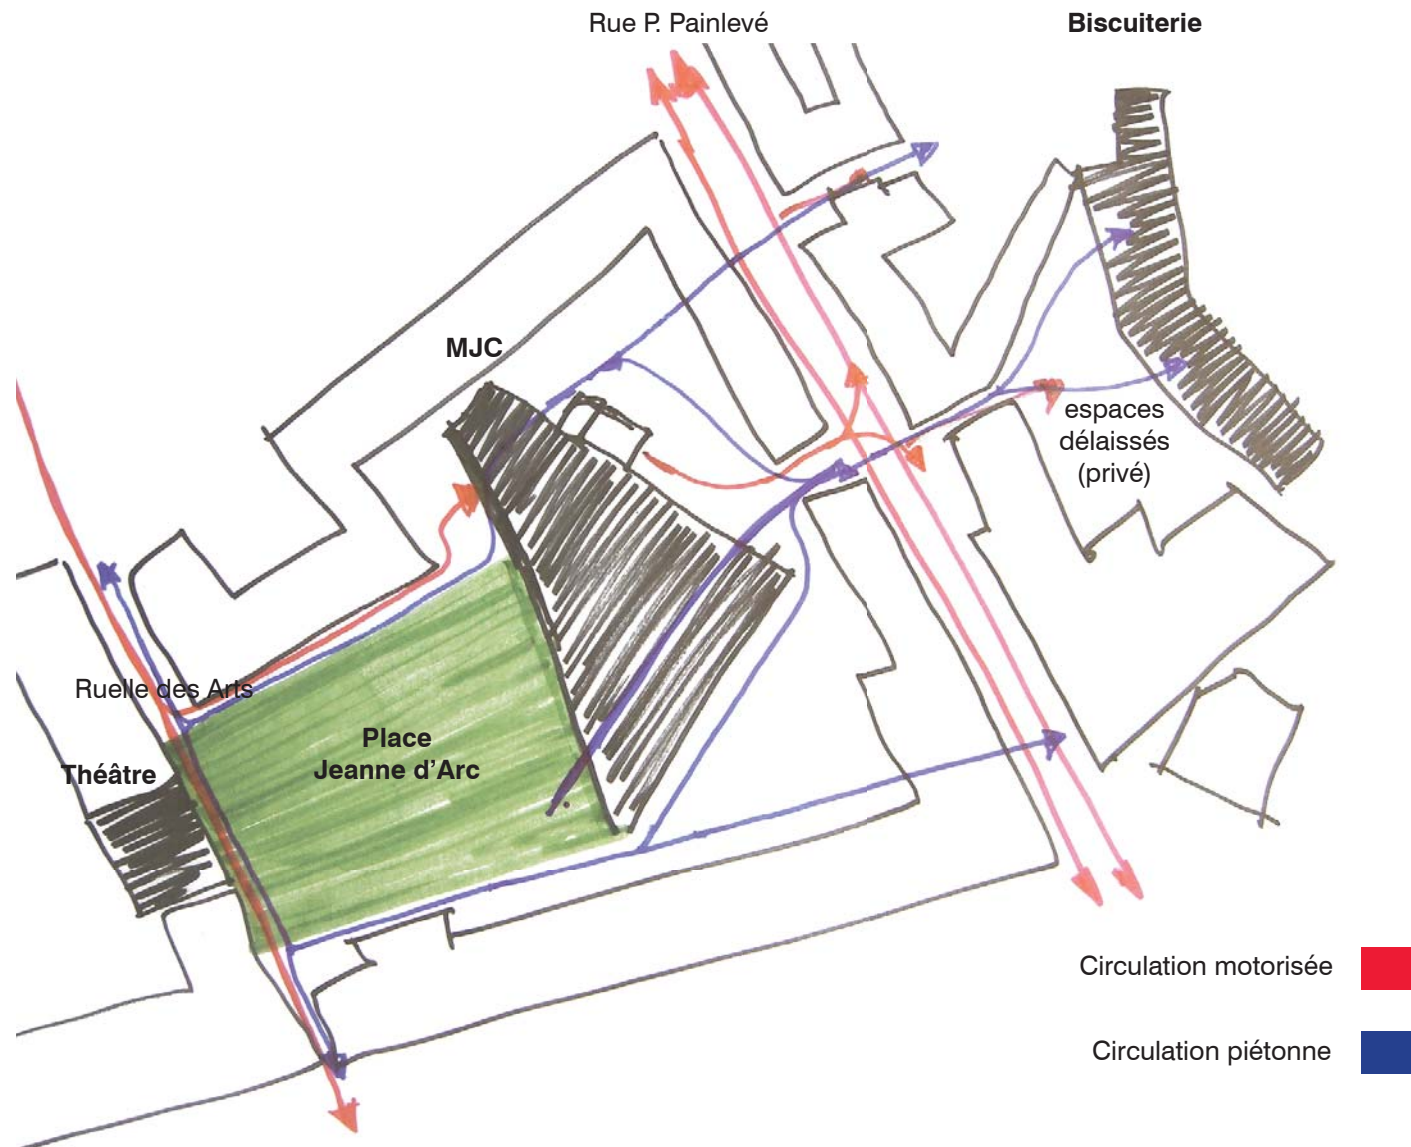 Rue P. Painlevé
Biscuiterie
MJC
espaces
délaissés
(privé)
Ruelle des Arts
Place
Jeanne d’Arc
Théâtre
Circulation motorisée
Circulation piétonne